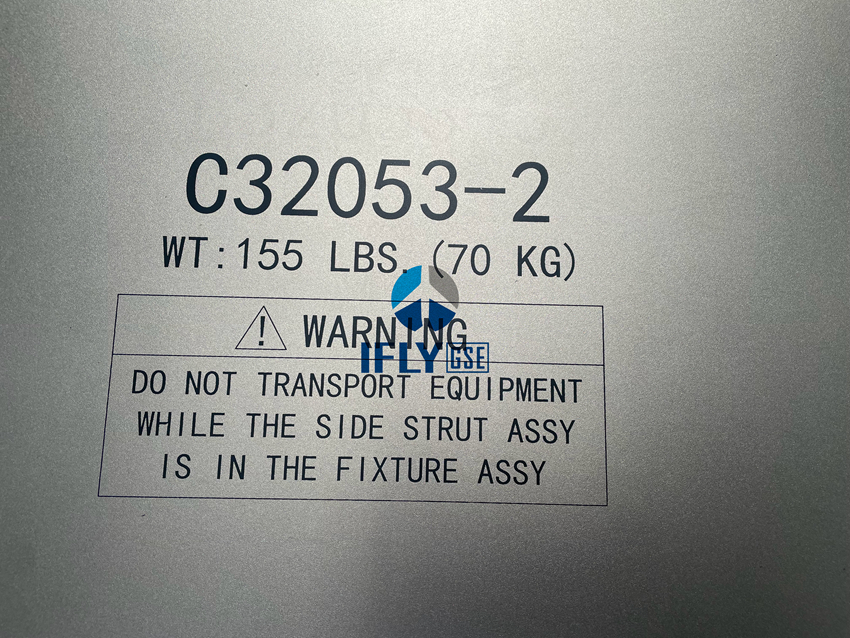 C32053-2
WT:155 LBS.(70 KG)
! WARNING
IFLY GSE
DO NOT TRANSPORT EQUIPMENT
WHILE THE SIDE STRUT ASSY
IS IN THE FIXTURE ASSY